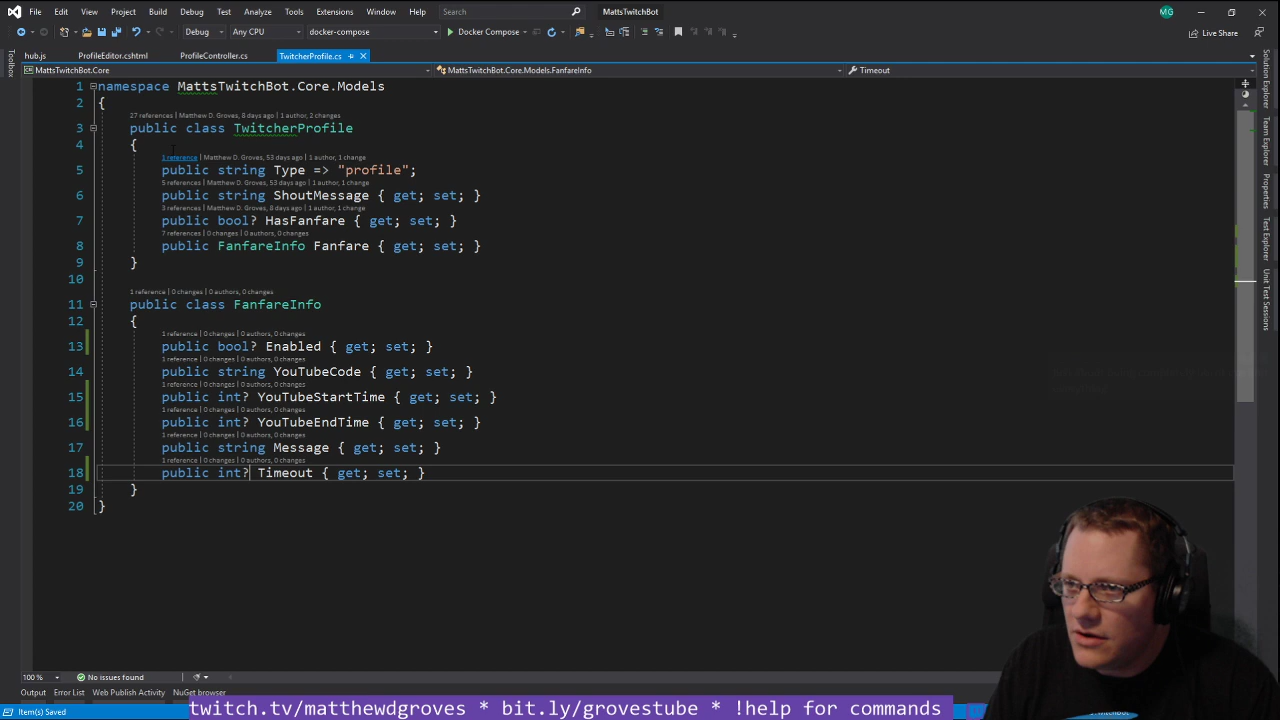 File Edit View Project Build Debug Test Analyze Tools Extensions Window Help Search MattsTwitchBot MG
Debug Any CPU docker-compose Docker Compose Live Share
hub.js ProfileEditor.cshtml ProfileController.cs TwitcherProfile.cs
MattsTwitchBot.Core MattsTwitchBot.Core.Models.FanfareInfo Timeout
1 namespace MattsTwitchBot.Core.Models
2 {
27 references | Matthew D. Groves, 8 days ago | 1 author, 2 changes
3 public class TwitcherProfile
4 {
1 reference | Matthew D. Groves, 53 days ago | 1 author, 1 change
5 public string Type => "profile";
5 references | Matthew D. Groves, 53 days ago | 1 author, 1 change
6 public string ShoutMessage { get; set; }
3 references | Matthew D. Groves, 8 days ago | 1 author, 1 change
7 public bool? HasFanfare { get; set; }
7 references | 0 changes | 0 authors, 0 changes
8 public FanfareInfo Fanfare { get; set; }
9 }
10
1 reference | 0 changes | 0 authors, 0 changes
11 public class FanfareInfo
12 {
1 reference | 0 changes | 0 authors, 0 changes
13 public bool? Enabled { get; set; }
1 reference | 0 changes | 0 authors, 0 changes
14 public string YouTubeCode { get; set; }
1 reference | 0 changes | 0 authors, 0 changes
15 public int? YouTubeStartTime { get; set; }
1 reference | 0 changes | 0 authors, 0 changes
16 public int? YouTubeEndTime { get; set; }
1 reference | 0 changes | 0 authors, 0 changes
17 public string Message { get; set; }
1 reference | 0 changes | 0 authors, 0 changes
18 public int? Timeout { get; set; }
19 }
20 }
Toolbox
Solution Explorer
Team Explorer
Properties
Test Explorer
Unit Test Sessions
100 % No issues found
Output Error List Web Publish Activity NuGet browser
Item(s) Saved
twitch.tv/matthewdgroves * bit.ly/grovestube * !help for commands